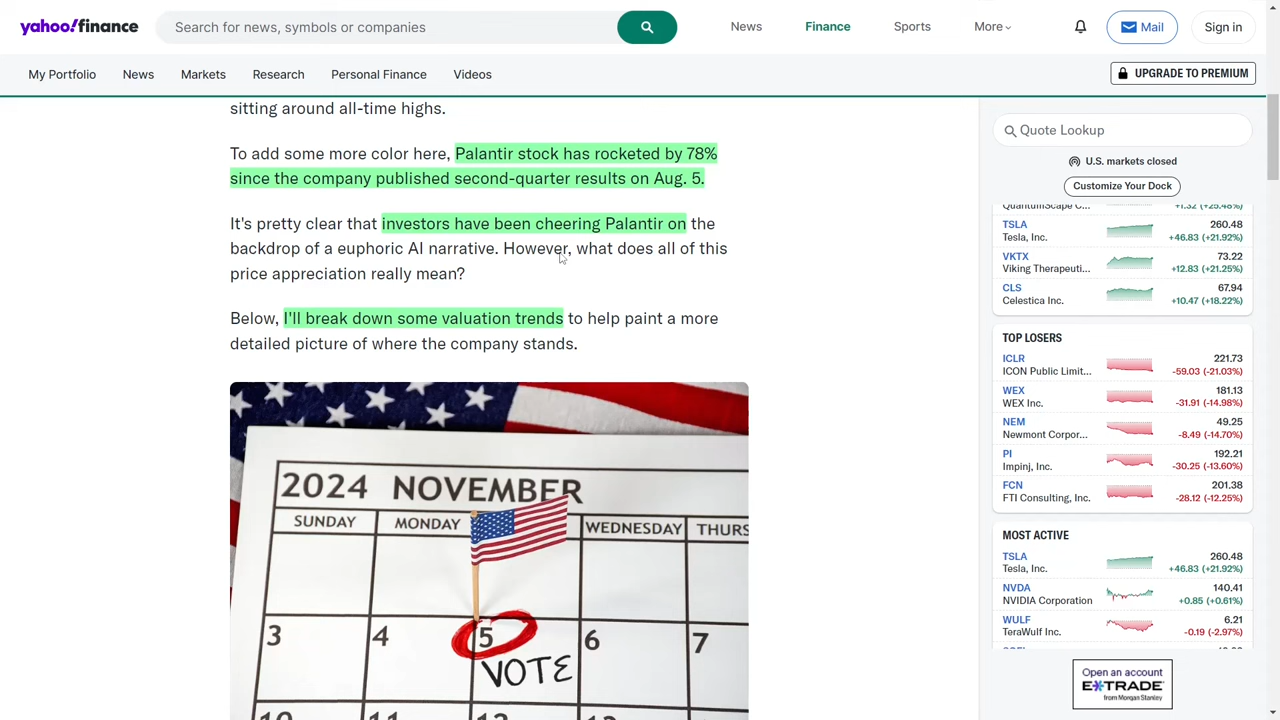 yahoo!finance
Search for news, symbols or companies
News
Finance
Sports
More
Mail
Sign in
My Portfolio
News
Markets
Research
Personal Finance
Videos
UPGRADE TO PREMIUM
sitting around all-time highs.
To add some more color here, Palantir stock has rocketed by 78%
since the company published second-quarter results on Aug. 5.
It's pretty clear that investors have been cheering Palantir on the
backdrop of a euphoric AI narrative. However, what does all of this
price appreciation really mean?
Below, I'll break down some valuation trends to help paint a more
detailed picture of where the company stands.
2024 NOVEMBER
SUNDAY MONDAY WEDNESDAY THURS
3 4 5 6 7
VOTE
10 11 12
Quote Lookup
U.S. markets closed
Customize Your Dock
QuantumScape C... +1.32 (+25.48%)
TSLA 260.48
Tesla, Inc. +46.83 (+21.92%)
VKTX 73.22
Viking Therapeuti... +12.83 (+21.25%)
CLS 67.94
Celestica Inc. +10.47 (+18.22%)
TOP LOSERS
ICLR 221.73
ICON Public Limit... -59.03 (-21.03%)
WEX 181.13
WEX Inc. -31.91 (-14.98%)
NEM 49.25
Newmont Corpor... -8.49 (-14.70%)
PI 192.21
Impinj, Inc. -30.25 (-13.60%)
FCN 201.38
FTI Consulting, Inc. -28.12 (-12.25%)
MOST ACTIVE
TSLA 260.48
Tesla, Inc. +46.83 (+21.92%)
NVDA 140.41
NVIDIA Corporation +0.85 (+0.61%)
WULF 6.21
TeraWulf Inc. -0.19 (-2.97%)
Open an account
E*TRADE
from Morgan Stanley